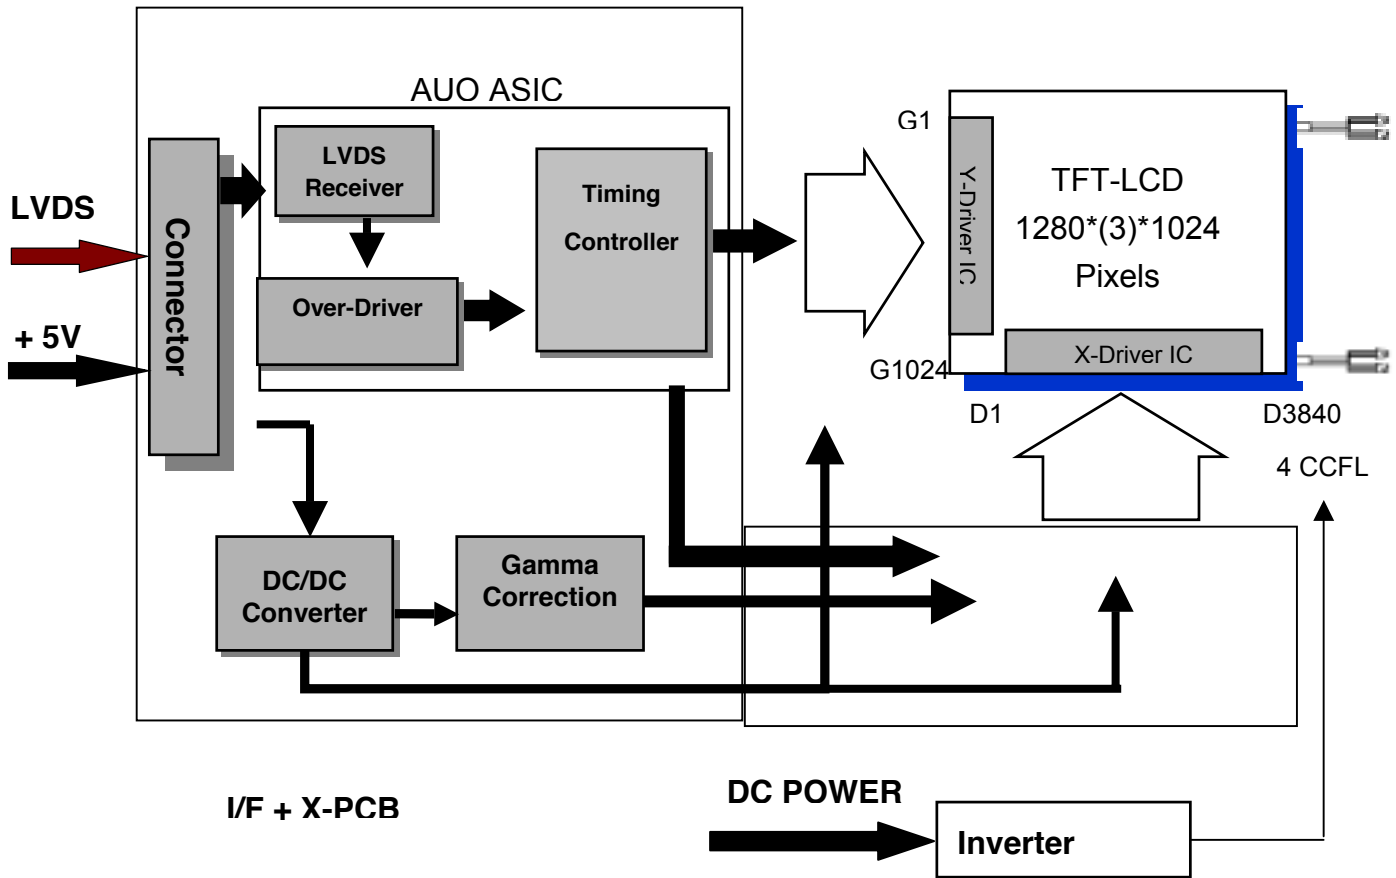 AUO ASIC
LVDS
Receiver
Timing
Controller
Over-Driver
LVDS
+ 5V
Connector
G1
Y-Driver IC
TFT-LCD
1280*(3)*1024
Pixels
X-Driver IC
G1024
D1
D3840
4 CCFL
DC/DC
Converter
Gamma
Correction
I/F + X-PCB
DC POWER
Inverter